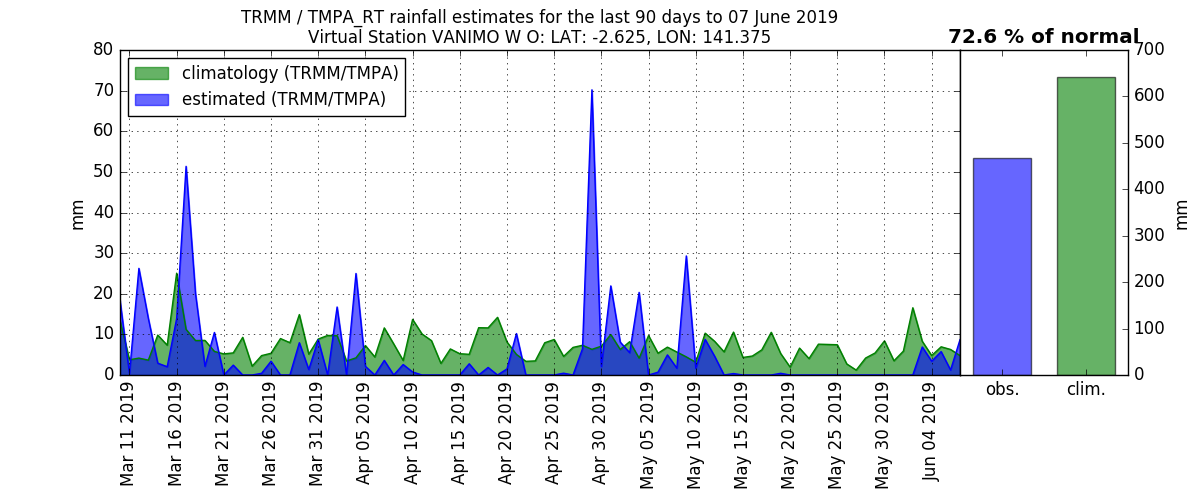 TRMM / TMPA_RT rainfall estimates for the last 90 days to 07 June 2019
Virtual Station VANIMO W O: LAT: -2.625, LON: 141.375
72.6 % of normal
climatology (TRMM/TMPA)
estimated (TRMM/TMPA)
80
70
60
50
40
30
20
10
0
mm
Mar 11 2019
Mar 16 2019
Mar 21 2019
Mar 26 2019
Mar 31 2019
Apr 05 2019
Apr 10 2019
Apr 15 2019
Apr 20 2019
Apr 25 2019
Apr 30 2019
May 05 2019
May 10 2019
May 15 2019
May 20 2019
May 25 2019
May 30 2019
Jun 04 2019
700
600
500
400
300
200
100
0
mm
obs.
clim.